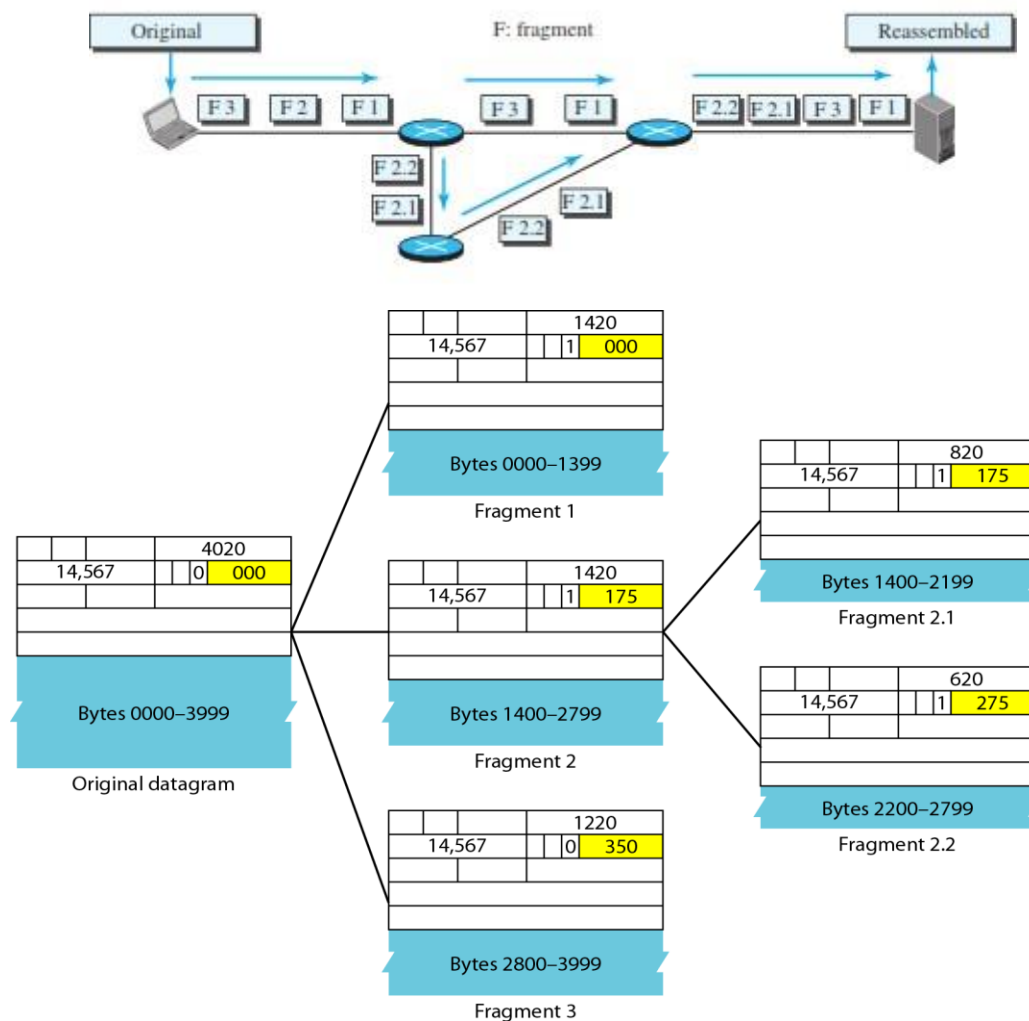 Original
F: fragment
Reassembled
F 3 F 2 F 1
F 3 F 1
F 2.2 F 2.1 F 3 F 1
F 2.2
F 2.1
F 2.1
F 2.2
1420
14,567 1 000
Bytes 0000–1399
Fragment 1
4020
14,567 0 000
Bytes 0000–3999
Original datagram
1420
14,567 1 175
Bytes 1400–2799
Fragment 2
1220
14,567 0 350
Bytes 2800–3999
Fragment 3
820
14,567 1 175
Bytes 1400–2199
Fragment 2.1
620
14,567 1 275
Bytes 2200–2799
Fragment 2.2